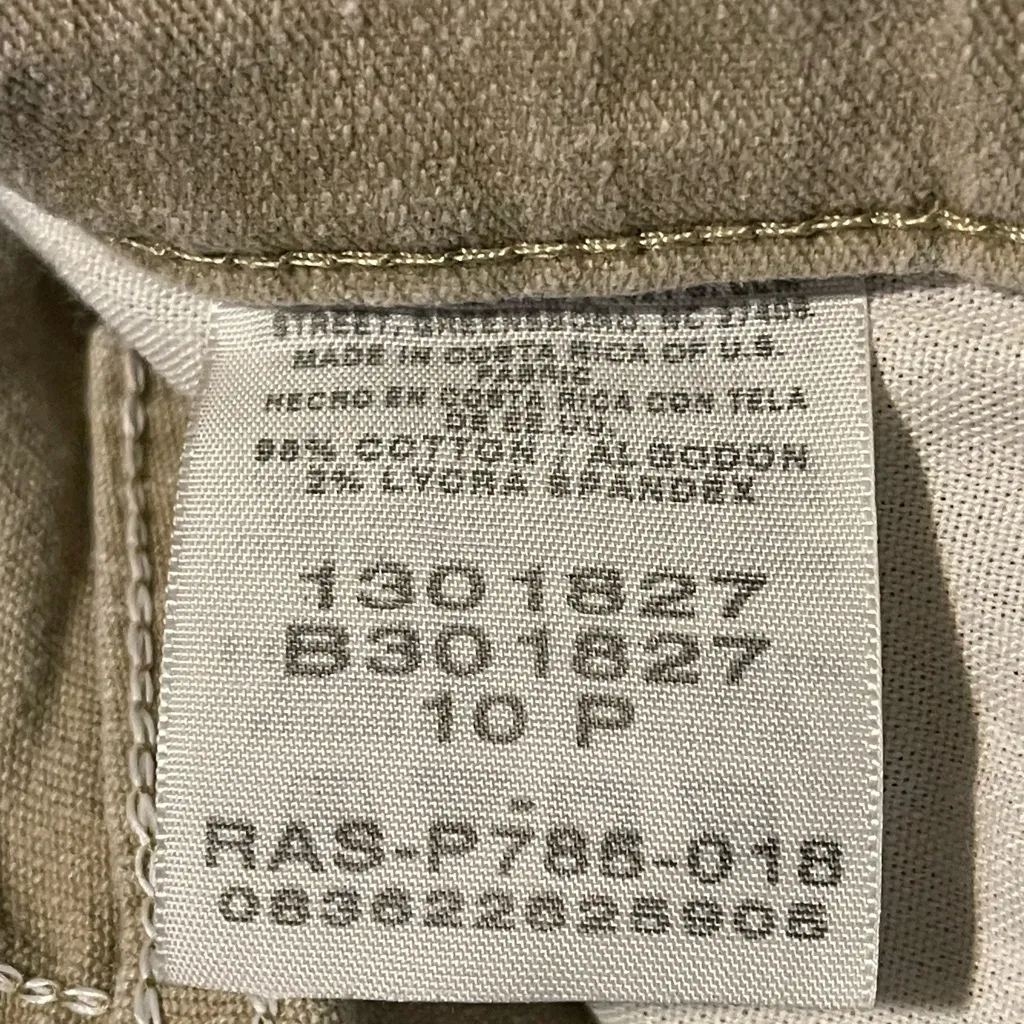 STREET, GREENSBORO, NC 27406
MADE IN COSTA RICA OF U.S.
FABRIC
HECHO EN COSTA RICA CON TELA
DE EE UU.
98% COTTON / ALGODON
2% LYCRA SPANDEX
1301827
B301827
10 P
RAS-P786-018